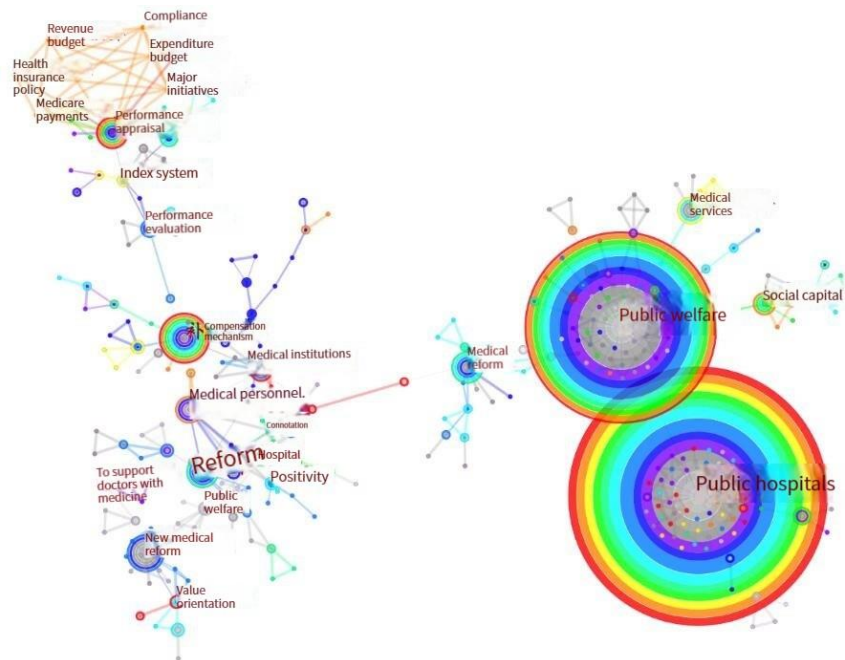 Compliance
Revenue
budget
Expenditure
budget
Health
insurance
policy
Major
initiatives
Medicare
payments
Performance
appraisal
Index system
Performance
evaluation
Medical
services
Social capital
Public welfare
补
Compensation
mechanism
Medical institutions
Medical
reform
Medical personnel.
Connotation
Reform
Hospital
Positivity
To support
doctors with
medicine
Public
welfare
Public hospitals
New medical
reform
Value
orientation